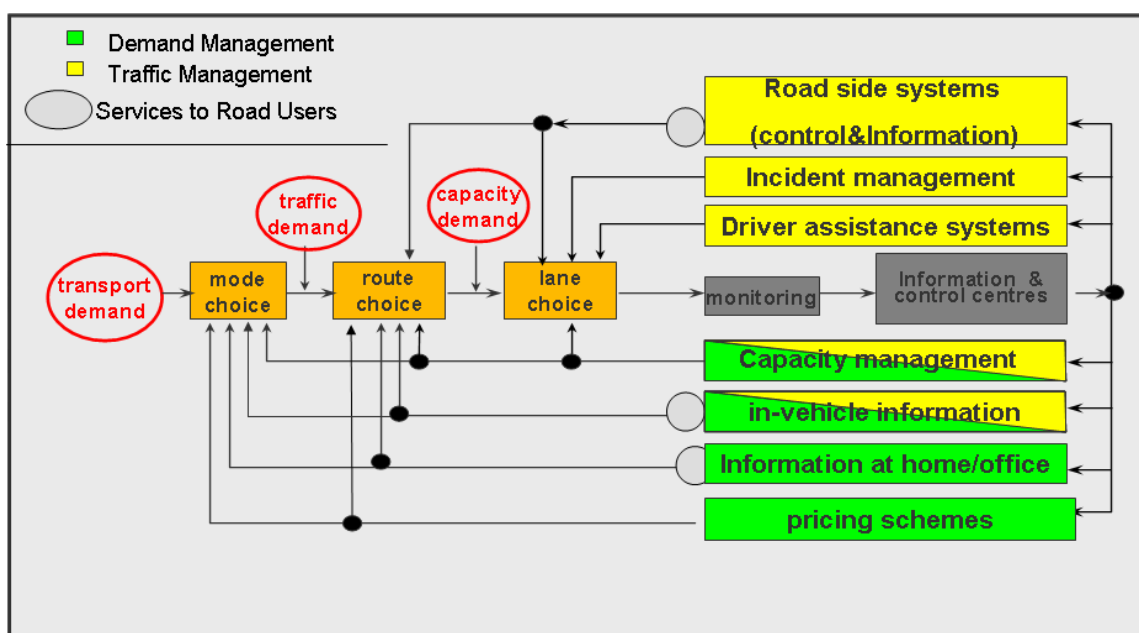 Demand Management
Traffic Management
Services to Road Users
Road side systems
(control&Information)
Incident management
Driver assistance systems
capacity
demand
traffic
demand
transport
demand
mode
choice
route
choice
lane
choice
monitoring
Information &
control centres
Capacity management
in-vehicle information
Information at home/office
pricing schemes